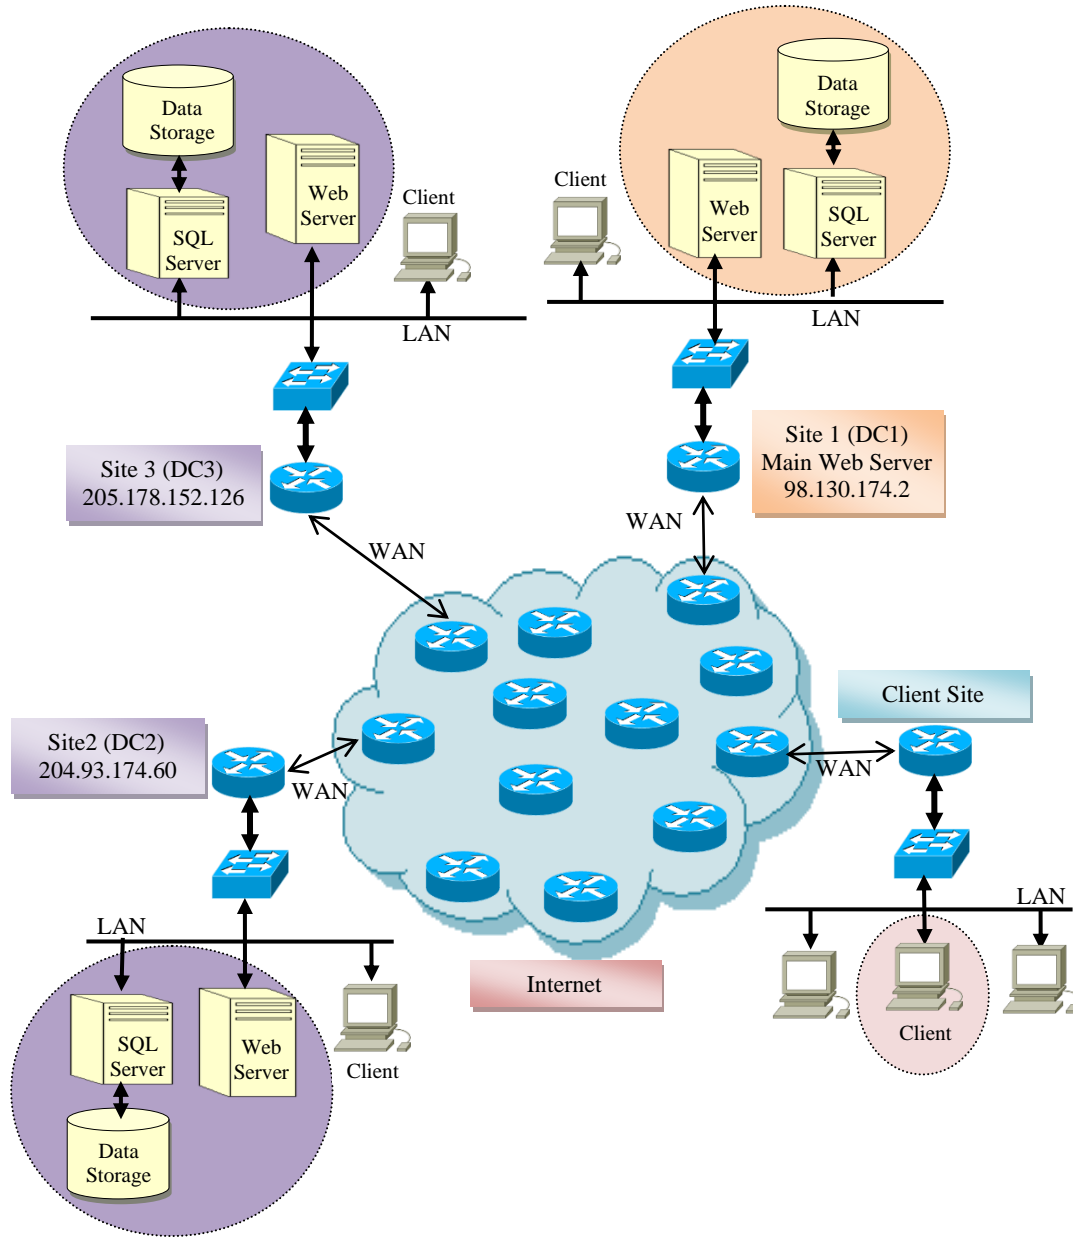 Data
Storage
Web
Server
SQL
Server
Client
LAN
Data
Storage
Client
Web
Server
SQL
Server
LAN
Site 3 (DC3)
205.178.152.126
Site 1 (DC1)
Main Web Server
98.130.174.2
WAN
WAN
Client Site
Site2 (DC2)
204.93.174.60
WAN
WAN
LAN
LAN
Internet
SQL
Server
Web
Server
Client
Client
Data
Storage